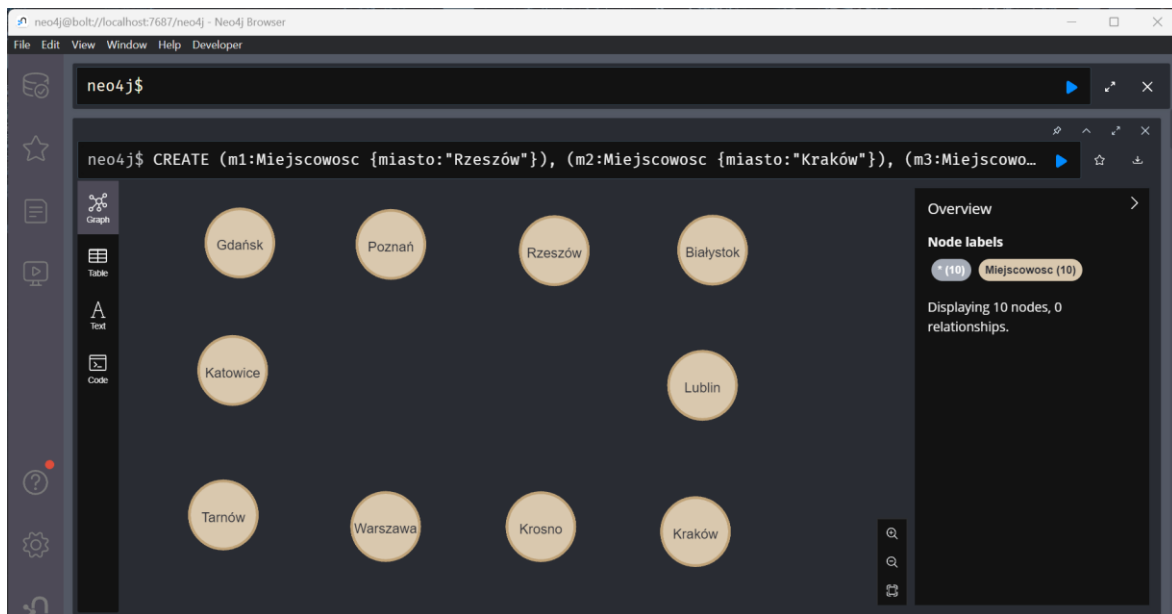 neo4j@bolt://localhost:7687/neo4j - Neo4j Browser
File Edit View Window Help Developer
neo4j$
neo4j$ CREATE (m1:Miejscowosc {miasto:"Rzeszów"}), (m2:Miejscowosc {miasto:"Kraków"}), (m3:Miejscowo…
Graph
Table
Text
Code
Gdańsk
Poznań
Rzeszów
Białystok
Katowice
Lublin
Tarnów
Warszawa
Krosno
Kraków
Overview
Node labels
* (10) Miejscowosc (10)
Displaying 10 nodes, 0
relationships.